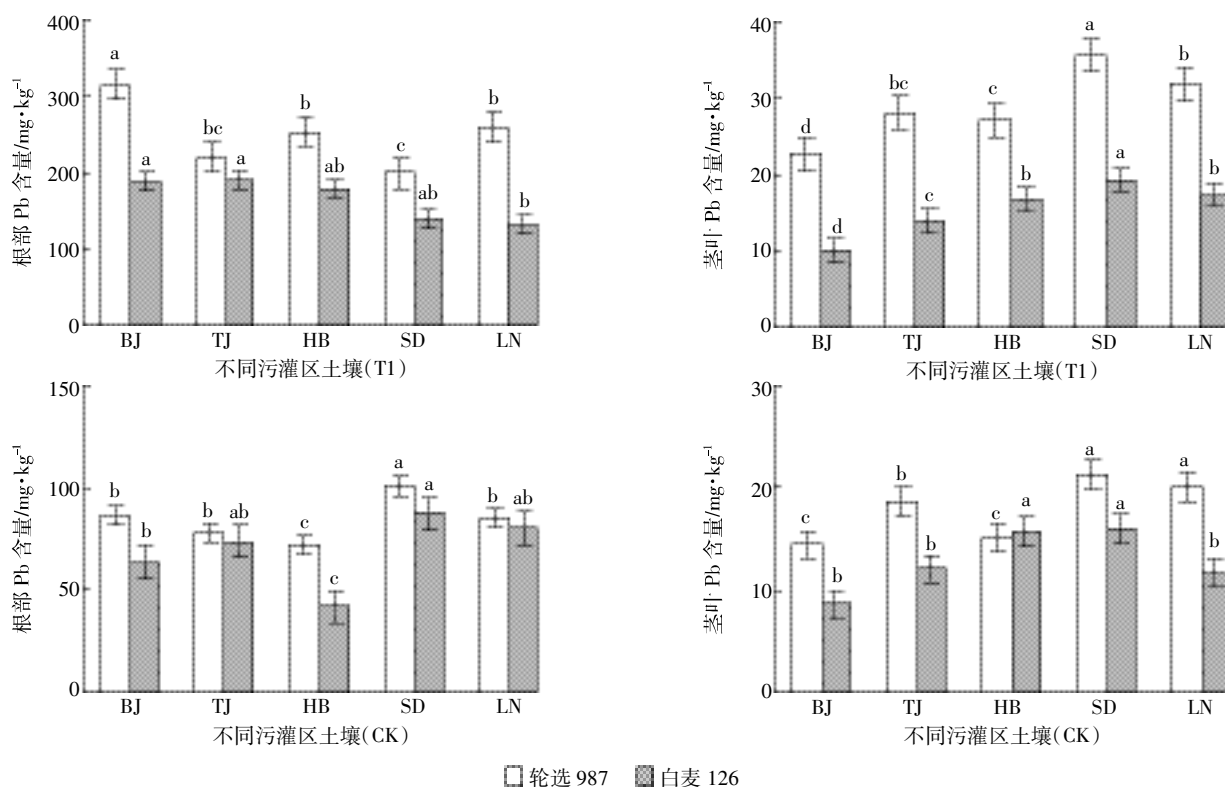 400
300
200
100
0
根部 Pb 含量/mg•kg⁻¹
a
a
bc
a
b
ab
c
ab
b
b
BJ TJ HB SD LN
不同污灌区土壤(T1)
40
30
20
10
0
茎叶 Pb 含量/mg•kg⁻¹
d
d
bc
c
c
b
a
a
b
b
BJ TJ HB SD LN
不同污灌区土壤(T1)
150
100
50
0
根部 Pb 含量/mg•kg⁻¹
b
b
b
ab
c
c
a
a
b
ab
BJ TJ HB SD LN
不同污灌区土壤(CK)
30
20
10
0
茎叶 Pb 含量/mg•kg⁻¹
c
b
b
b
c
a
a
a
a
b
BJ TJ HB SD LN
不同污灌区土壤(CK)
轮选 987 白麦 126